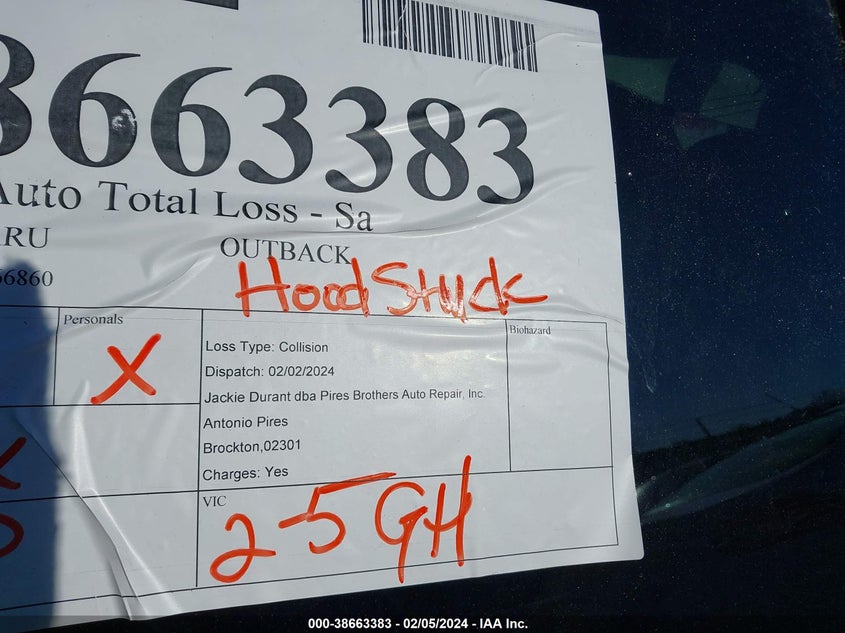 8663383
Auto Total Loss - Sa
RU
OUTBACK
66860
Hood Stuck
Personals
X
Loss Type: Collision
Dispatch: 02/02/2024
Jackie Durant dba Pires Brothers Auto Repair, Inc.
Antonio Pires
Brockton,02301
Charges: Yes
Biohazard
VIC
2-5 GH
000-38663383 - 02/05/2024 - IAA Inc.